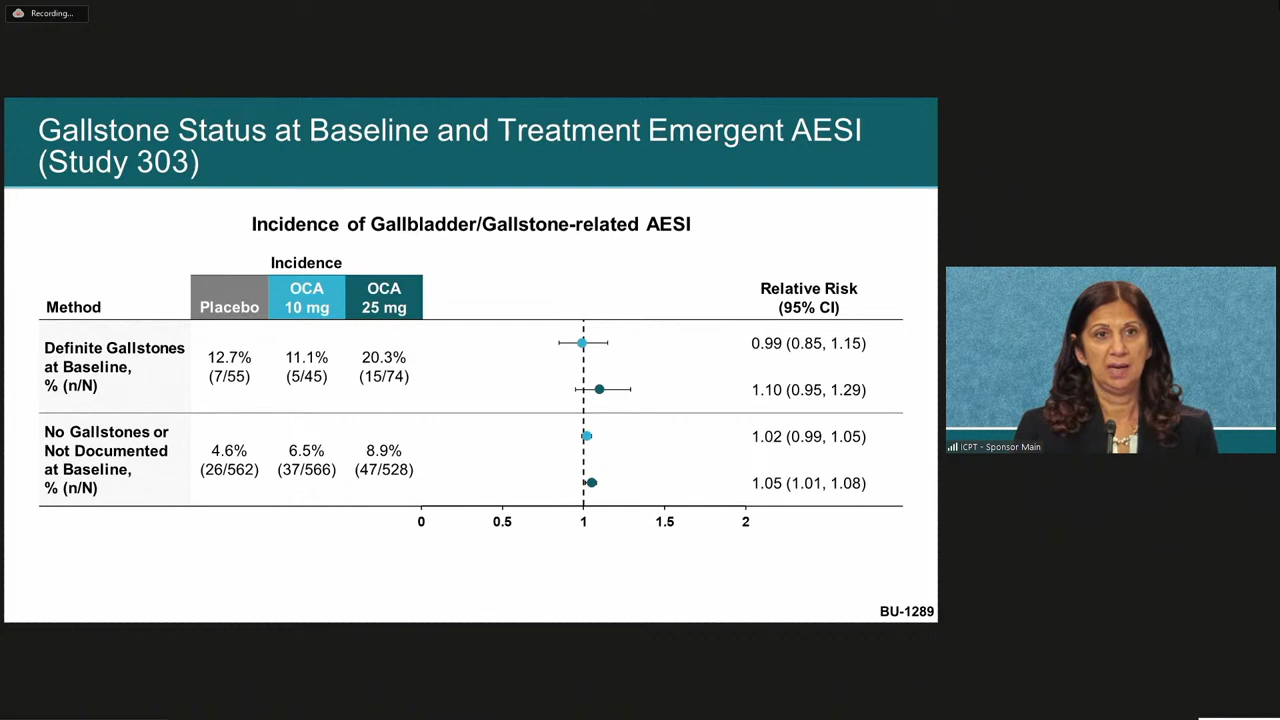 Recording...
Gallstone Status at Baseline and Treatment Emergent AESI
(Study 303)
Incidence of Gallbladder/Gallstone-related AESI
Incidence
Method
Placebo
OCA
10 mg
OCA
25 mg
Relative Risk
(95% CI)
Definite Gallstones
at Baseline,
% (n/N)
12.7%
(7/55)
11.1%
(5/45)
20.3%
(15/74)
0.99 (0.85, 1.15)
1.10 (0.95, 1.29)
No Gallstones or
Not Documented
at Baseline,
% (n/N)
4.6%
(26/562)
6.5%
(37/566)
8.9%
(47/528)
1.02 (0.99, 1.05)
1.05 (1.01, 1.08)
0 0.5 1 1.5 2
BU-1289
ICPT - Sponsor Main